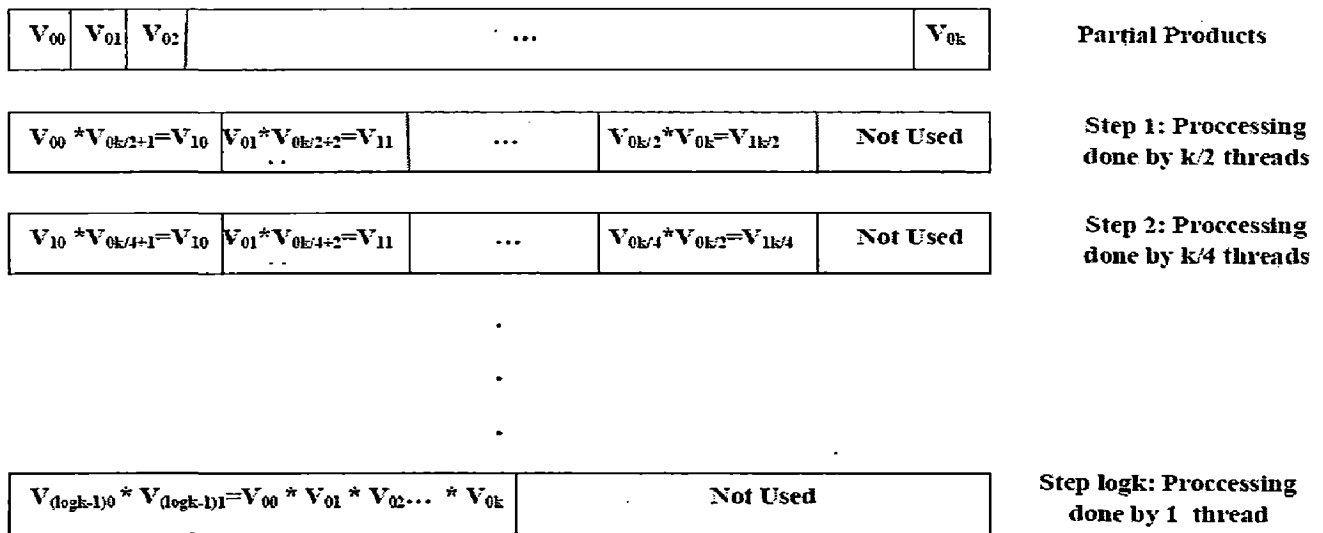 V₀₀ V₀₁ V₀₂ ... V₀ₖ Partial Products
V₀₀ *V₀ₖ/₂₊₁=V₁₀ V₀₁*V₀ₖ/₂₊₂=V₁₁ ... V₀ₖ/₂*V₀ₖ=V₁ₖ/₂ Not Used
Step 1: Proccessing
done by k/2 threads
V₁₀ *V₀ₖ/₄₊₁=V₁₀ V₀₁*V₀ₖ/₄₊₂=V₁₁ ... V₀ₖ/₄*V₀ₖ/₂=V₁ₖ/₄ Not Used
Step 2: Proccessing
done by k/4 threads
.
.
.
V₍logk-1₎₀ * V₍logk-1₎₁=V₀₀ * V₀₁ * V₀₂... * V₀ₖ Not Used
Step logk: Proccessing
done by 1 thread